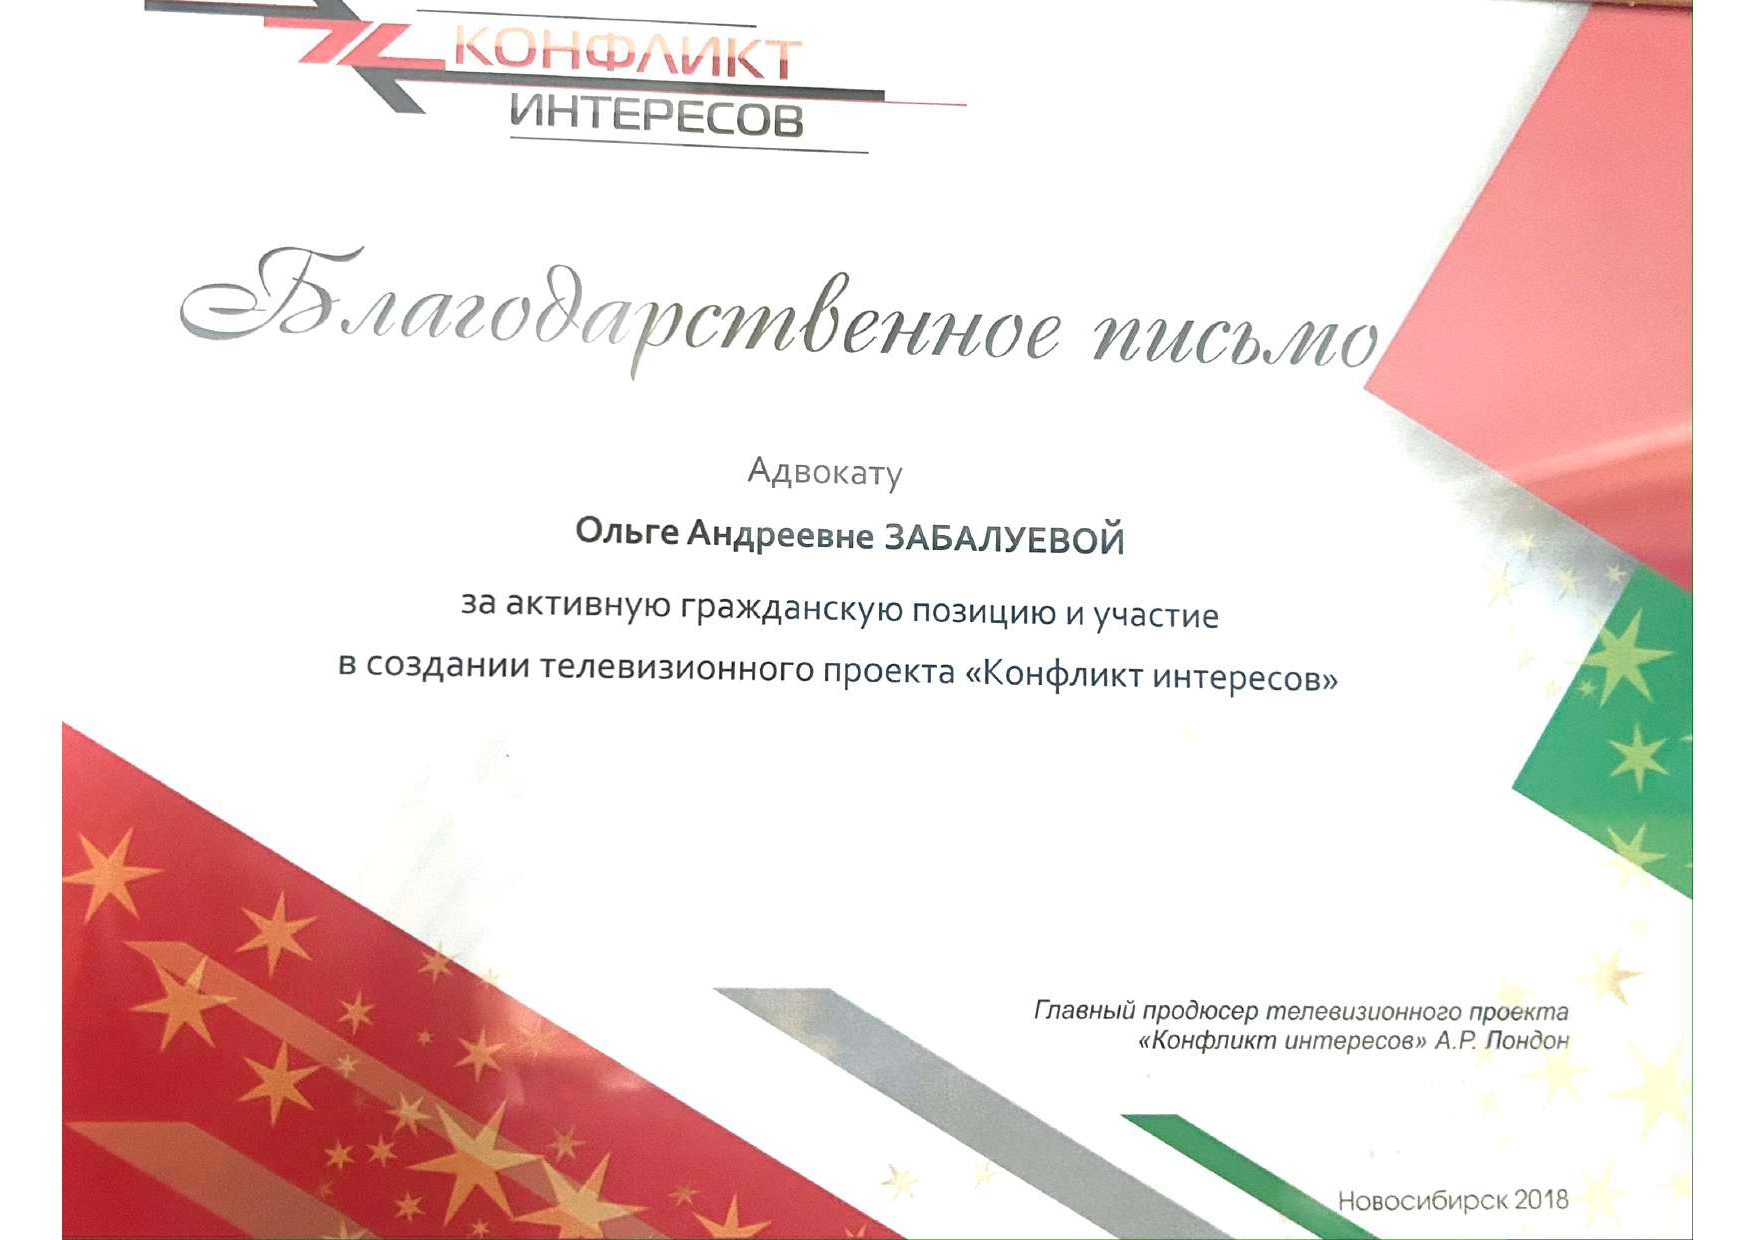 КОНФЛИКТ
ИНТЕРЕСОВ
Благодарственное письмо
Адвокату
Ольге Андреевне ЗАБАЛУЕВОЙ
за активную гражданскую позицию и участие
в создании телевизионного проекта «Конфликт интересов»
Главный продюсер телевизионного проекта
«Конфликт интересов» А.Р. Лондон
Новосибирск 2018